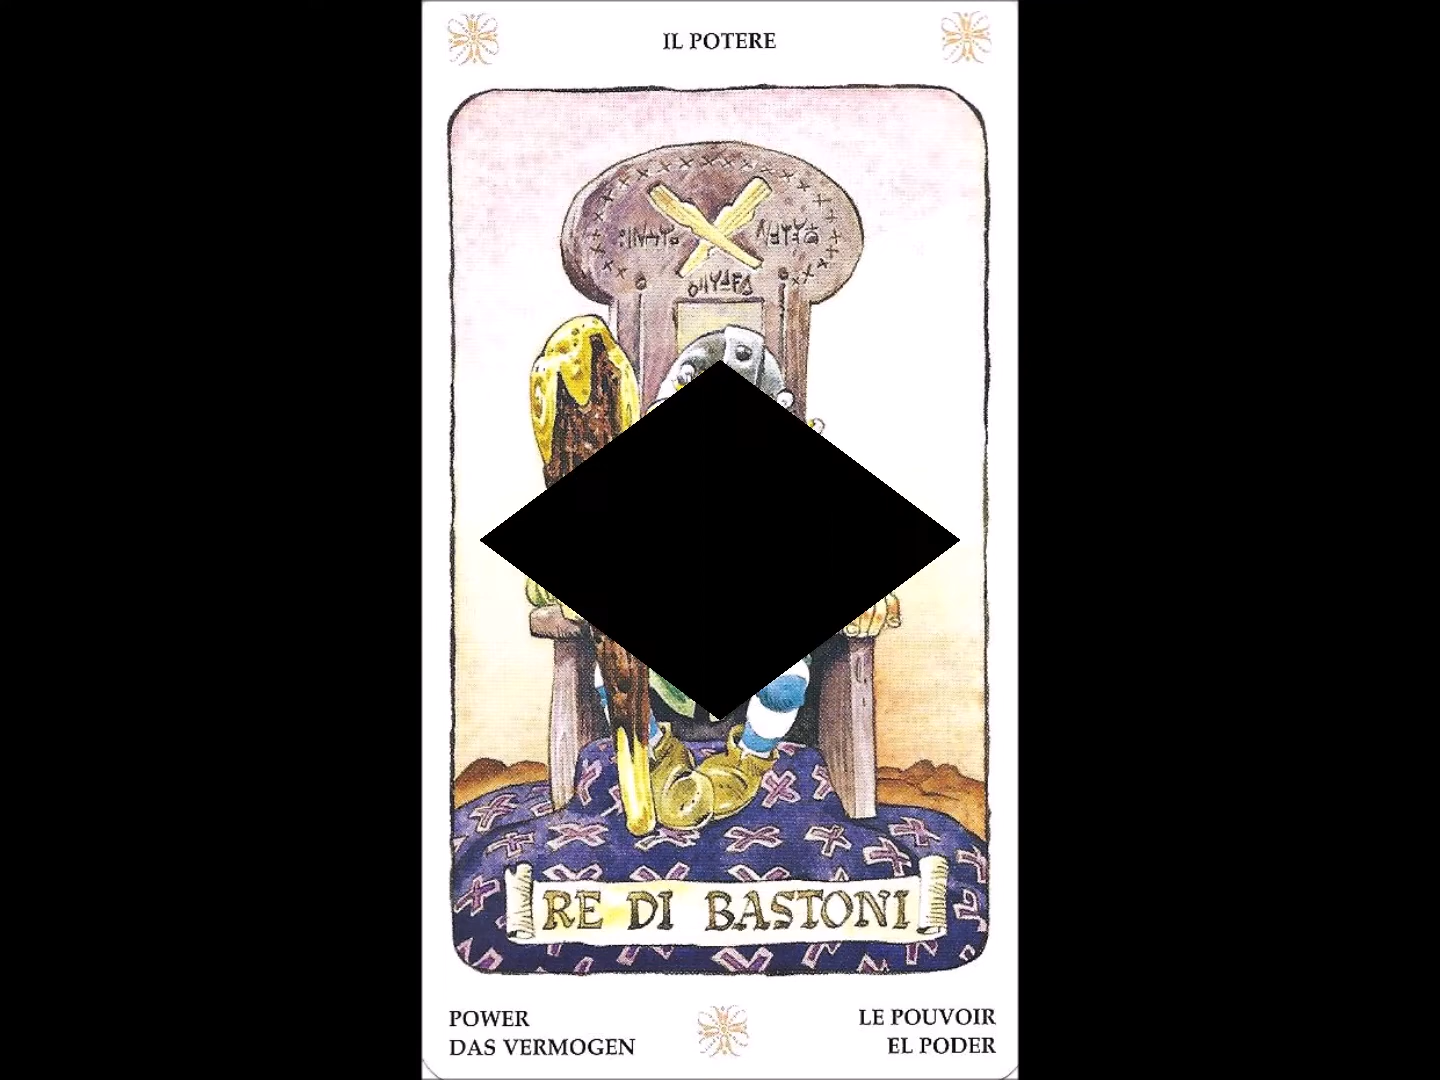 IL POTERE
RE DI BASTONI
POWER
LE POUVOIR
DAS VERMOGEN
EL PODER